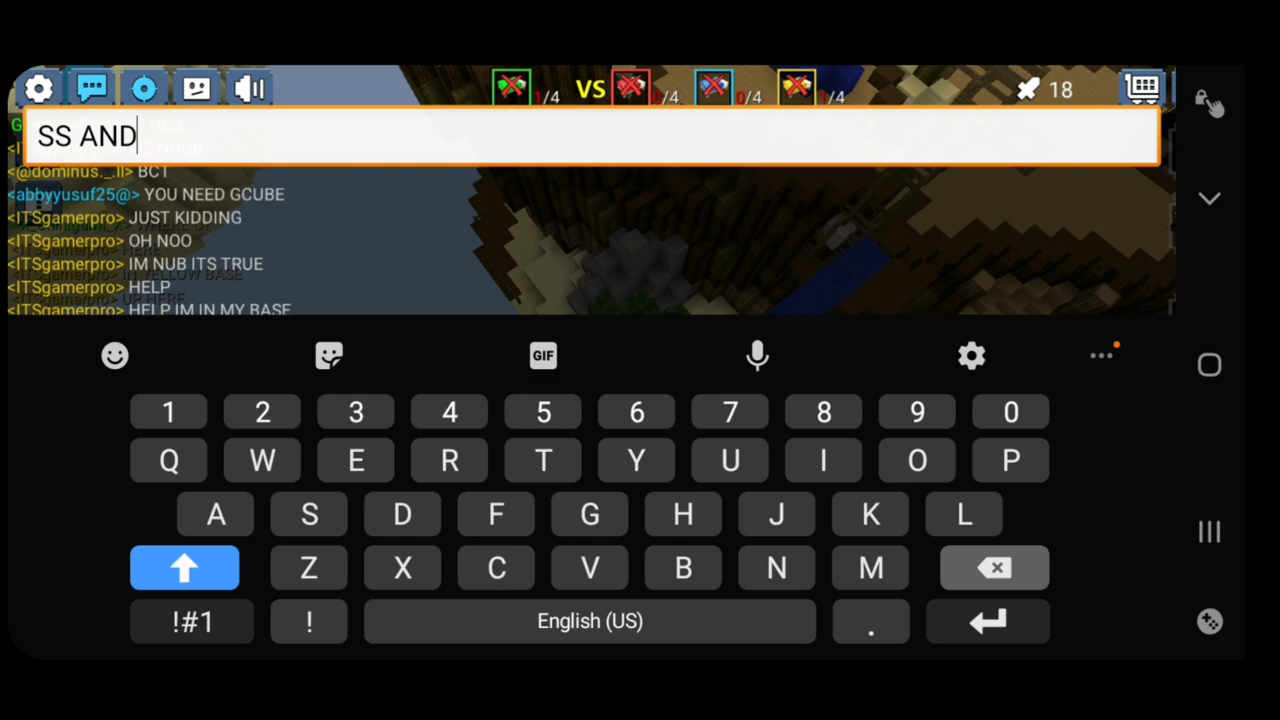 1/4 VS /4 0/4 1/4 18
SS AND
<@dominus._.ll> BCT
<abbyyusuf25@> YOU NEED GCUBE
<ITSgamerpro> JUST KIDDING
<ITSgamerpro> OH NOO
<ITSgamerpro> IM NUB ITS TRUE
<ITSgamerpro> HELP
<ITSgamerpro> HELP IM IN MY BASE
GIF
1 2 3 4 5 6 7 8 9 0
Q W E R T Y U I O P
A S D F G H J K L
Z X C V B N M
!#1 ! English (US) .